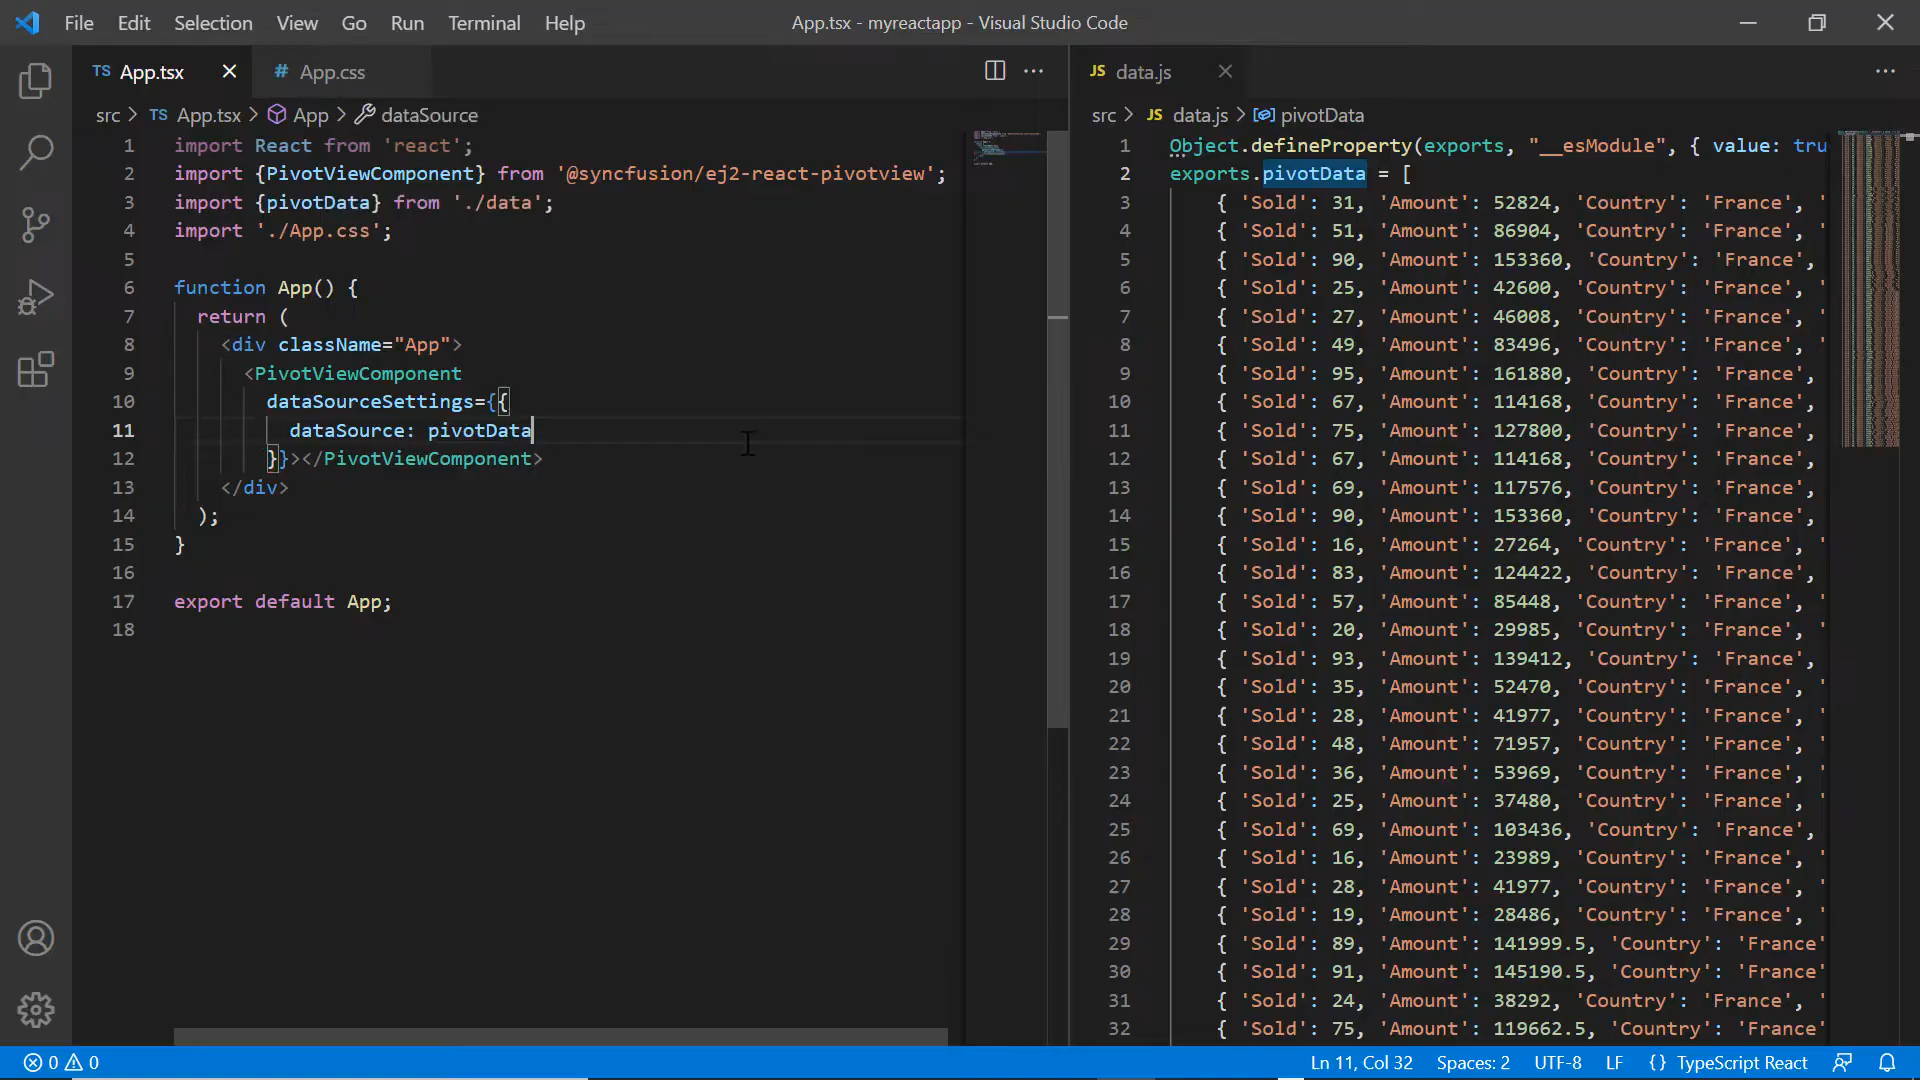 File Edit Selection View Go Run Terminal Help
App.tsx - myreactapp - Visual Studio Code
TS App.tsx # App.css
src > TS App.tsx > App > dataSource
1 import React from 'react';
2 import {PivotViewComponent} from '@syncfusion/ej2-react-pivotview';
3 import {pivotData} from './data';
4 import './App.css';
5
6 function App() {
7 return (
8 <div className="App">
9 <PivotViewComponent
10 dataSourceSettings={{
11 dataSource: pivotData
12 }}></PivotViewComponent>
13 </div>
14 );
15 }
16
17 export default App;
18
JS data.js
src > JS data.js > pivotData
1 Object.defineProperty(exports, "__esModule", { value: tru
2 exports.pivotData = [
3 { 'Sold': 31, 'Amount': 52824, 'Country': 'France', '
4 { 'Sold': 51, 'Amount': 86904, 'Country': 'France', '
5 { 'Sold': 90, 'Amount': 153360, 'Country': 'France',
6 { 'Sold': 25, 'Amount': 42600, 'Country': 'France', '
7 { 'Sold': 27, 'Amount': 46008, 'Country': 'France', '
8 { 'Sold': 49, 'Amount': 83496, 'Country': 'France', '
9 { 'Sold': 95, 'Amount': 161880, 'Country': 'France',
10 { 'Sold': 67, 'Amount': 114168, 'Country': 'France',
11 { 'Sold': 75, 'Amount': 127800, 'Country': 'France',
12 { 'Sold': 67, 'Amount': 114168, 'Country': 'France',
13 { 'Sold': 69, 'Amount': 117576, 'Country': 'France',
14 { 'Sold': 90, 'Amount': 153360, 'Country': 'France',
15 { 'Sold': 16, 'Amount': 27264, 'Country': 'France', '
16 { 'Sold': 83, 'Amount': 124422, 'Country': 'France',
17 { 'Sold': 57, 'Amount': 85448, 'Country': 'France', '
18 { 'Sold': 20, 'Amount': 29985, 'Country': 'France', '
19 { 'Sold': 93, 'Amount': 139412, 'Country': 'France',
20 { 'Sold': 35, 'Amount': 52470, 'Country': 'France', '
21 { 'Sold': 28, 'Amount': 41977, 'Country': 'France', '
22 { 'Sold': 48, 'Amount': 71957, 'Country': 'France', '
23 { 'Sold': 36, 'Amount': 53969, 'Country': 'France', '
24 { 'Sold': 25, 'Amount': 37480, 'Country': 'France', '
25 { 'Sold': 69, 'Amount': 103436, 'Country': 'France',
26 { 'Sold': 16, 'Amount': 23989, 'Country': 'France', '
27 { 'Sold': 28, 'Amount': 41977, 'Country': 'France', '
28 { 'Sold': 19, 'Amount': 28486, 'Country': 'France', '
29 { 'Sold': 89, 'Amount': 141999.5, 'Country': 'France'
30 { 'Sold': 91, 'Amount': 145190.5, 'Country': 'France'
31 { 'Sold': 24, 'Amount': 38292, 'Country': 'France', '
32 { 'Sold': 75, 'Amount': 119662.5, 'Country': 'France'
0 0
Ln 11, Col 32 Spaces: 2 UTF-8 LF {} TypeScript React